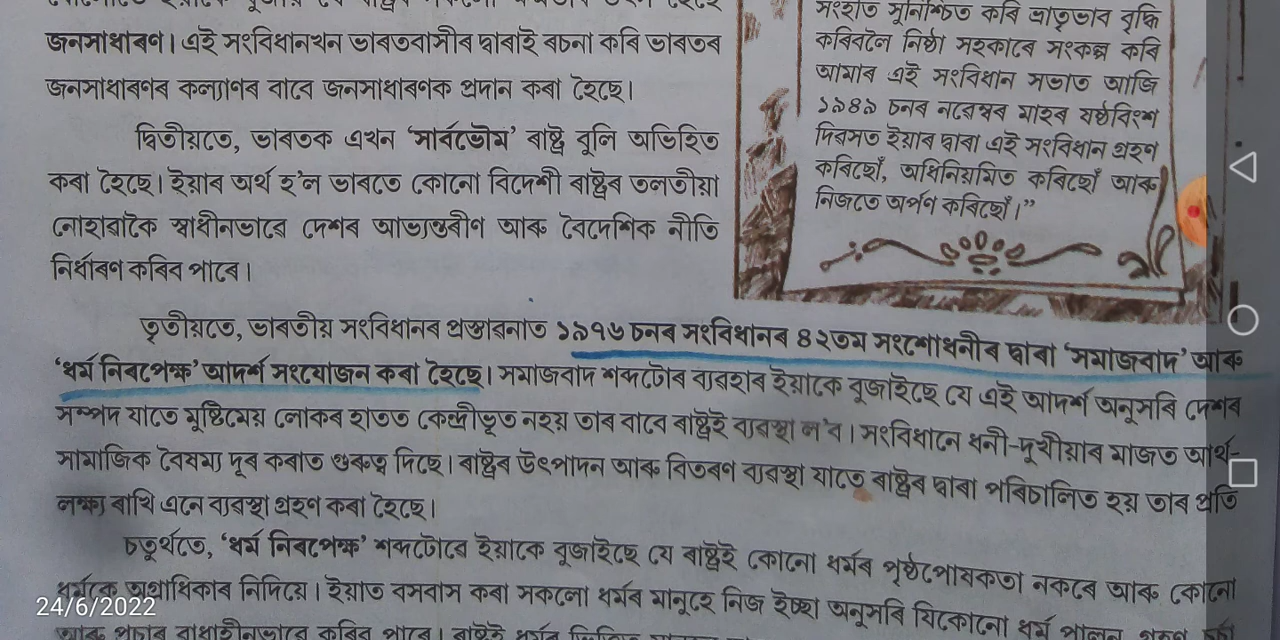 জনসাধাৰণ। এই সংবিধানখন ভাৰতবাসীৰ দ্বাৰাই ৰচনা কৰি ভাৰতৰ
জনসাধাৰণৰ কল্যাণৰ বাবে জনসাধাৰণক প্ৰদান কৰা হৈছে।
দ্বিতীয়তে, ভাৰতক এখন ‘সাৰ্বভৌম’ ৰাষ্ট্ৰ বুলি অভিহিত
কৰা হৈছে। ইয়াৰ অৰ্থ হ’ল ভাৰতে কোনো বিদেশী ৰাষ্ট্ৰৰ তলতীয়া
নোহোৱাকৈ স্বাধীনভাৱে দেশৰ আভ্যন্তৰীণ আৰু বৈদেশিক নীতি
নিৰ্ধাৰণ কৰিব পাৰে।
সংহতি সুনিশ্চিত কৰি ভ্ৰাতৃভাব বৃদ্ধি
কৰিবলৈ নিষ্ঠা সহকাৰে সংকল্প কৰি
আমাৰ এই সংবিধান সভাত আজি
১৯৪৯ চনৰ নৱেম্বৰ মাহৰ ষষ্ঠবিংশ
দিৱসত ইয়াৰ দ্বাৰা এই সংবিধান গ্ৰহণ
কৰিছোঁ, অধিনিয়মিত কৰিছোঁ আৰু
নিজতে অৰ্পণ কৰিছোঁ।”
তৃতীয়তে, ভাৰতীয় সংবিধানৰ প্ৰস্তাৱনাত ১৯৭৬ চনৰ সংবিধানৰ ৪২তম সংশোধনীৰ দ্বাৰা ‘সমাজবাদ’ আৰু
‘ধৰ্ম নিৰপেক্ষ’ আদৰ্শ সংযোজন কৰা হৈছে। সমাজবাদ শব্দটোৰ ব্যৱহাৰ ইয়াকে বুজাইছে যে এই আদৰ্শ অনুসৰি দেশৰ
সম্পদ যাতে মুষ্টিমেয় লোকৰ হাতত কেন্দ্ৰীভূত নহয় তাৰ বাবে ৰাষ্ট্ৰই ব্যৱস্থা ল’ব। সংবিধানে ধনী-দুখীয়াৰ মাজত আৰ্থ-
সামাজিক বৈষম্য দূৰ কৰাত গুৰুত্ব দিছে। ৰাষ্ট্ৰৰ উৎপাদন আৰু বিতৰণ ব্যৱস্থা যাতে ৰাষ্ট্ৰৰ দ্বাৰা পৰিচালিত হয় তাৰ প্ৰতি
লক্ষ্য ৰাখি এনে ব্যৱস্থা গ্ৰহণ কৰা হৈছে।
চতুৰ্থতে, ‘ধৰ্ম নিৰপেক্ষ’ শব্দটোৱে ইয়াকে বুজাইছে যে ৰাষ্ট্ৰই কোনো ধৰ্মৰ পৃষ্ঠপোষকতা নকৰে আৰু কোনো
ধৰ্মকে অগ্ৰাধিকাৰ নিদিয়ে। ইয়াত বসবাস কৰা সকলো ধৰ্মৰ মানুহে নিজ ইচ্ছা অনুসৰি যিকোনো ধৰ্ম পালন,
24/6/2022